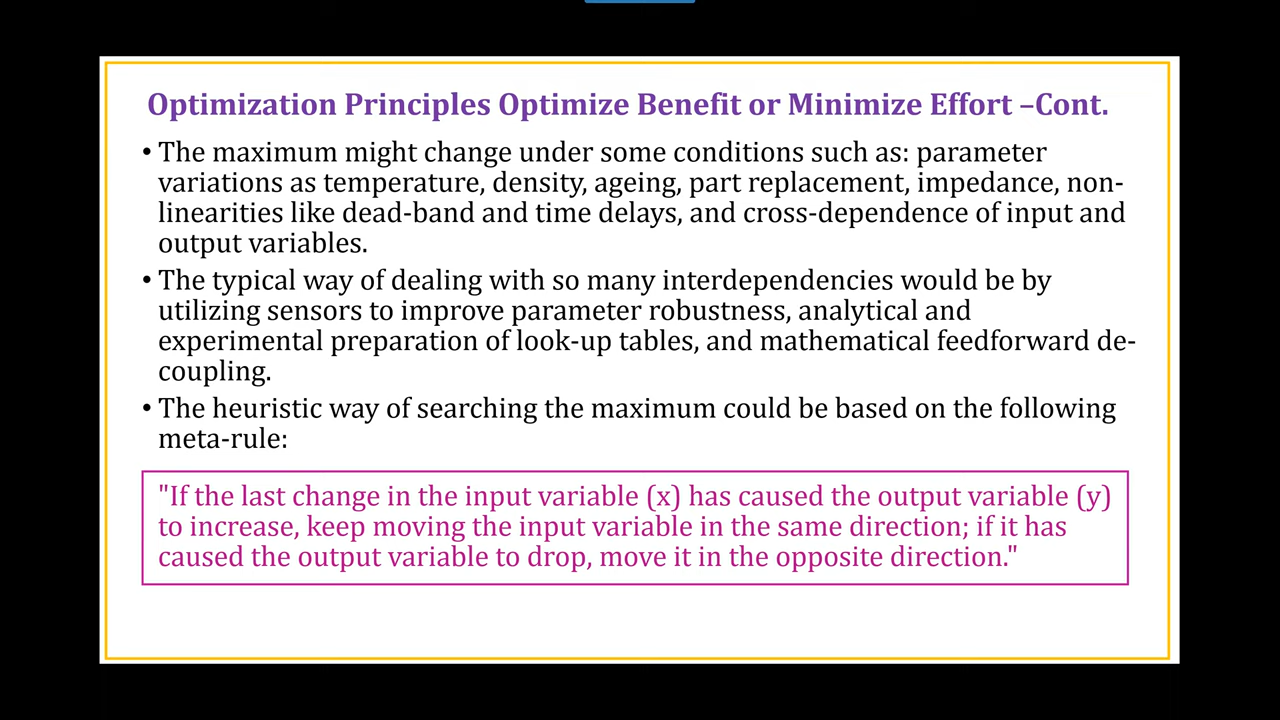 Optimization Principles Optimize Benefit or Minimize Effort –Cont.
• The maximum might change under some conditions such as: parameter
variations as temperature, density, ageing, part replacement, impedance, non-
linearities like dead-band and time delays, and cross-dependence of input and
output variables.
• The typical way of dealing with so many interdependencies would be by
utilizing sensors to improve parameter robustness, analytical and
experimental preparation of look-up tables, and mathematical feedforward de-
coupling.
• The heuristic way of searching the maximum could be based on the following
meta-rule:
"If the last change in the input variable (x) has caused the output variable (y)
to increase, keep moving the input variable in the same direction; if it has
caused the output variable to drop, move it in the opposite direction."